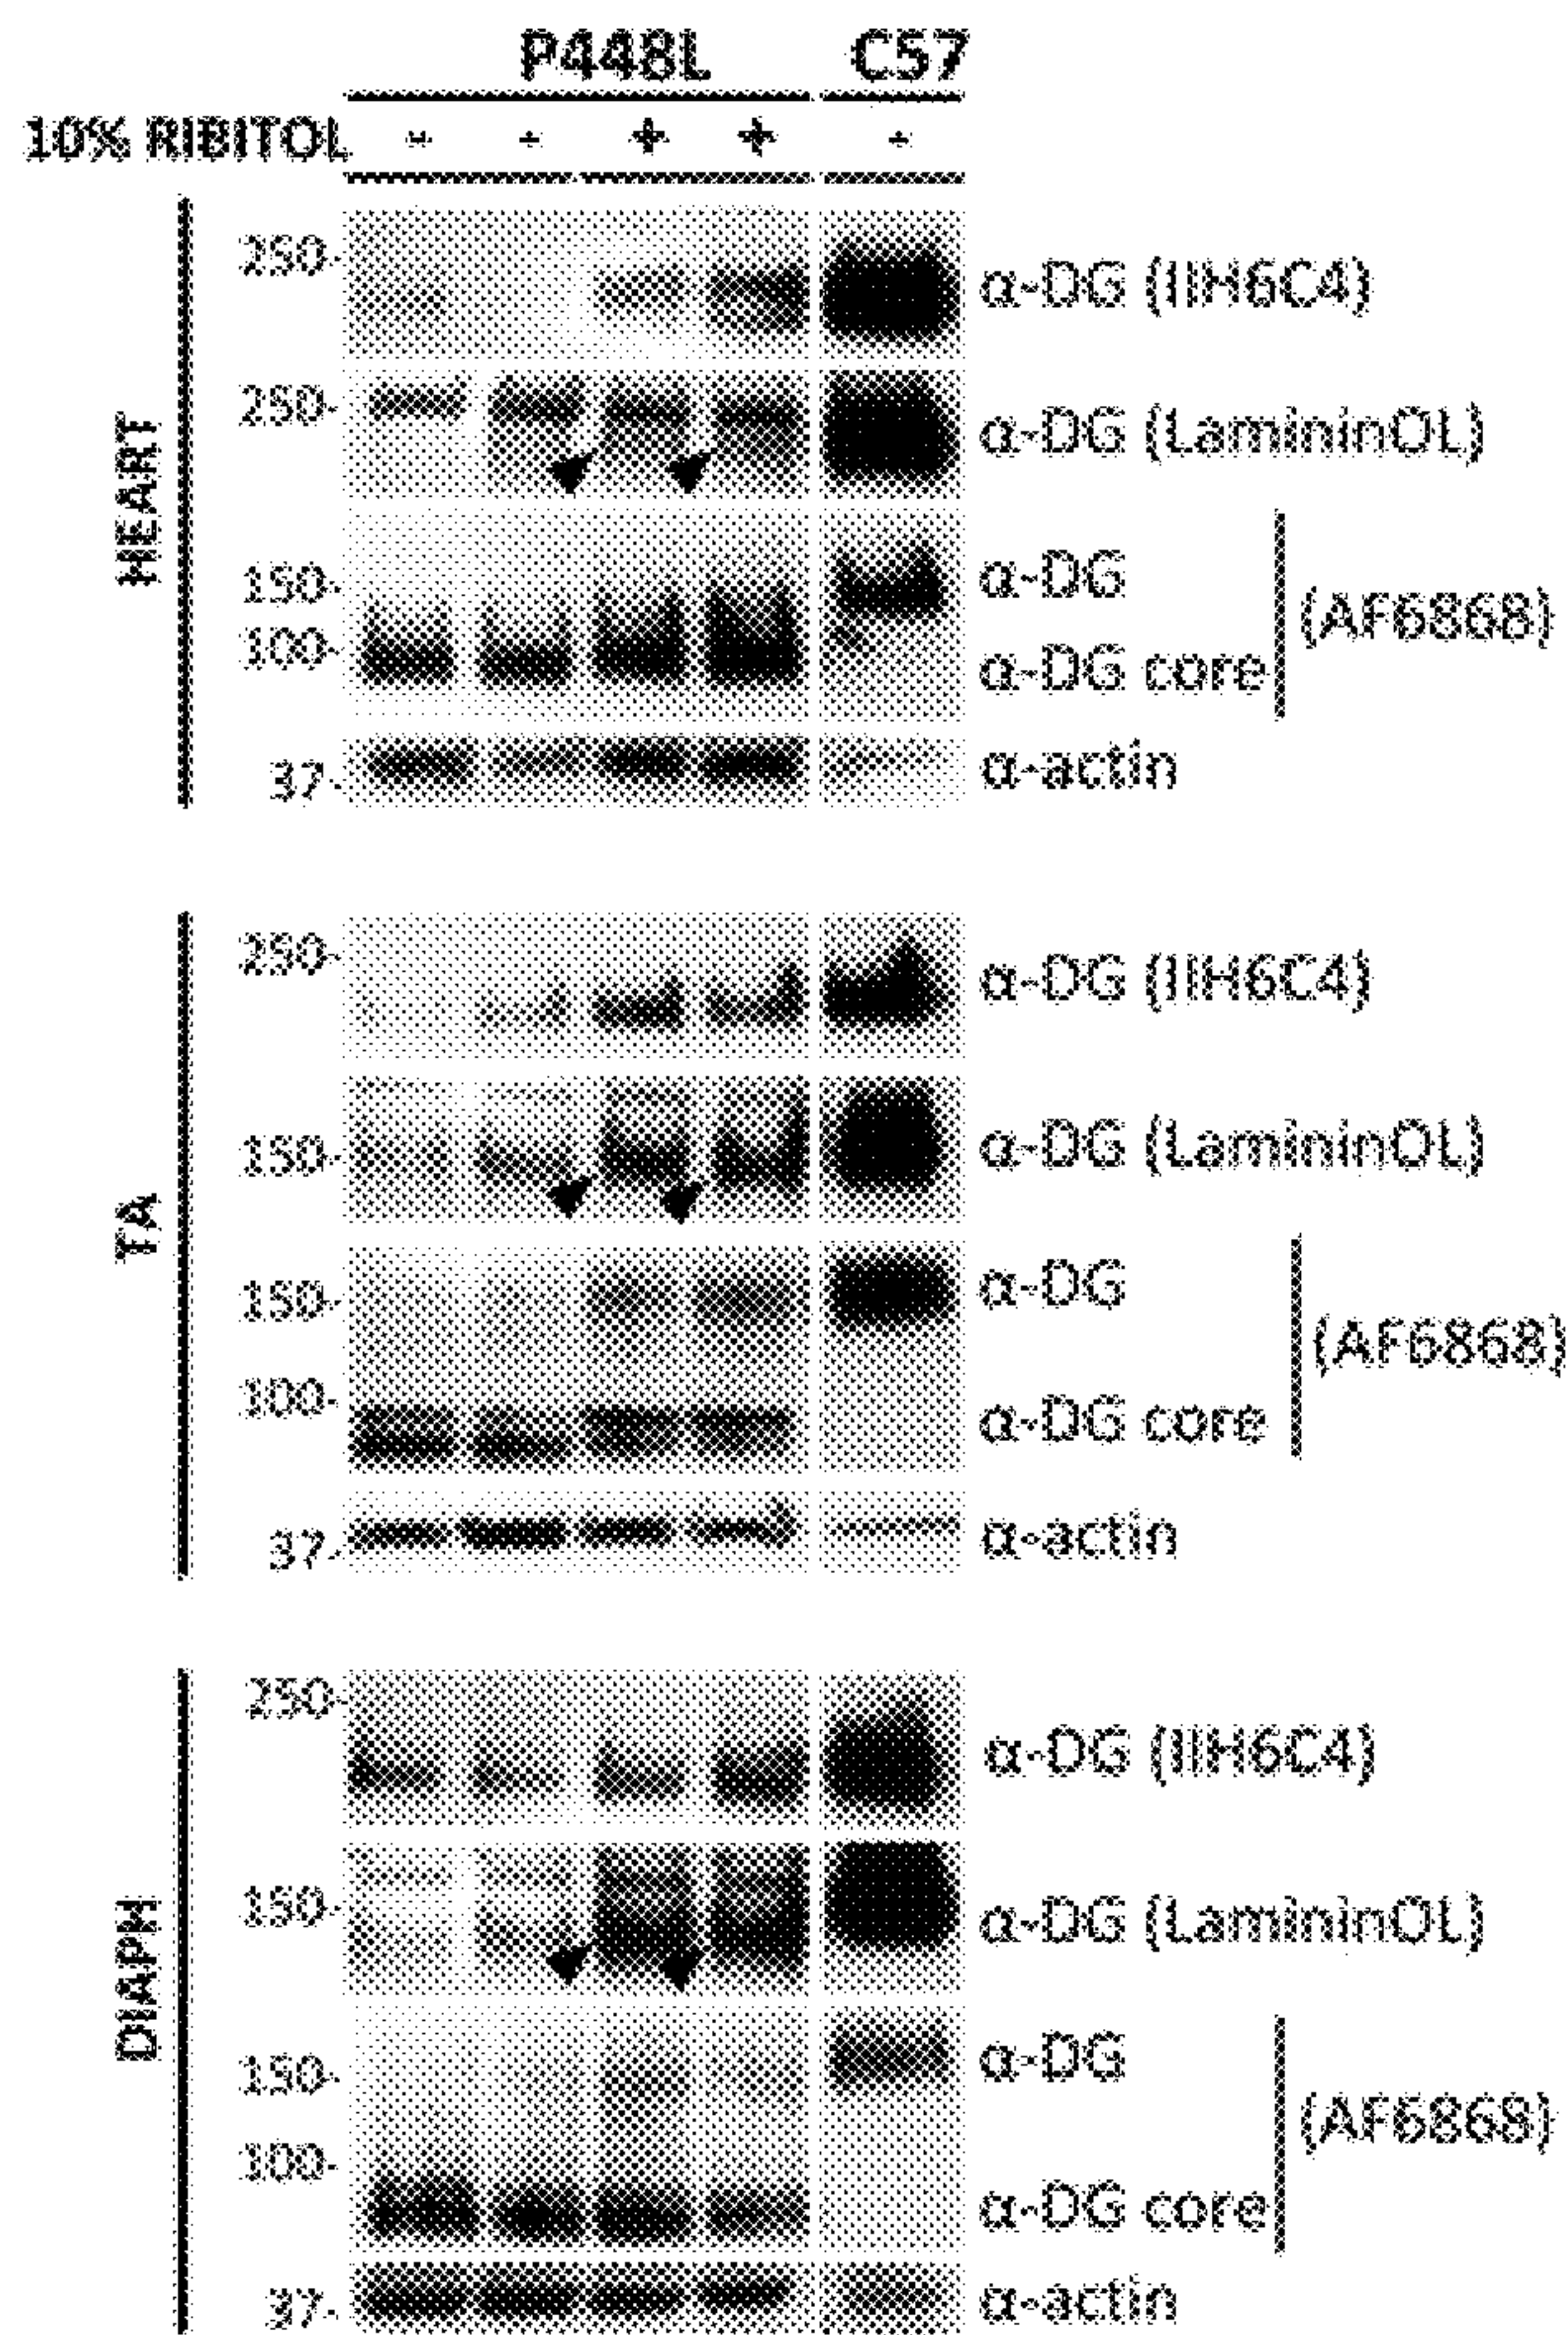 P448L C57
10% RIBITOL - - + + -
HEART
250- α-DG (IIH6C4)
250- α-DG (LamininOL)
150- α-DG
(AF6868)
100- α-DG core
37- α-actin
TA
250- α-DG (IIH6C4)
150- α-DG (LamininOL)
150- α-DG
(AF6868)
100- α-DG core
37- α-actin
DIAPH
250- α-DG (IIH6C4)
150- α-DG (LamininOL)
150- α-DG
(AF6868)
100- α-DG core
37- α-actin